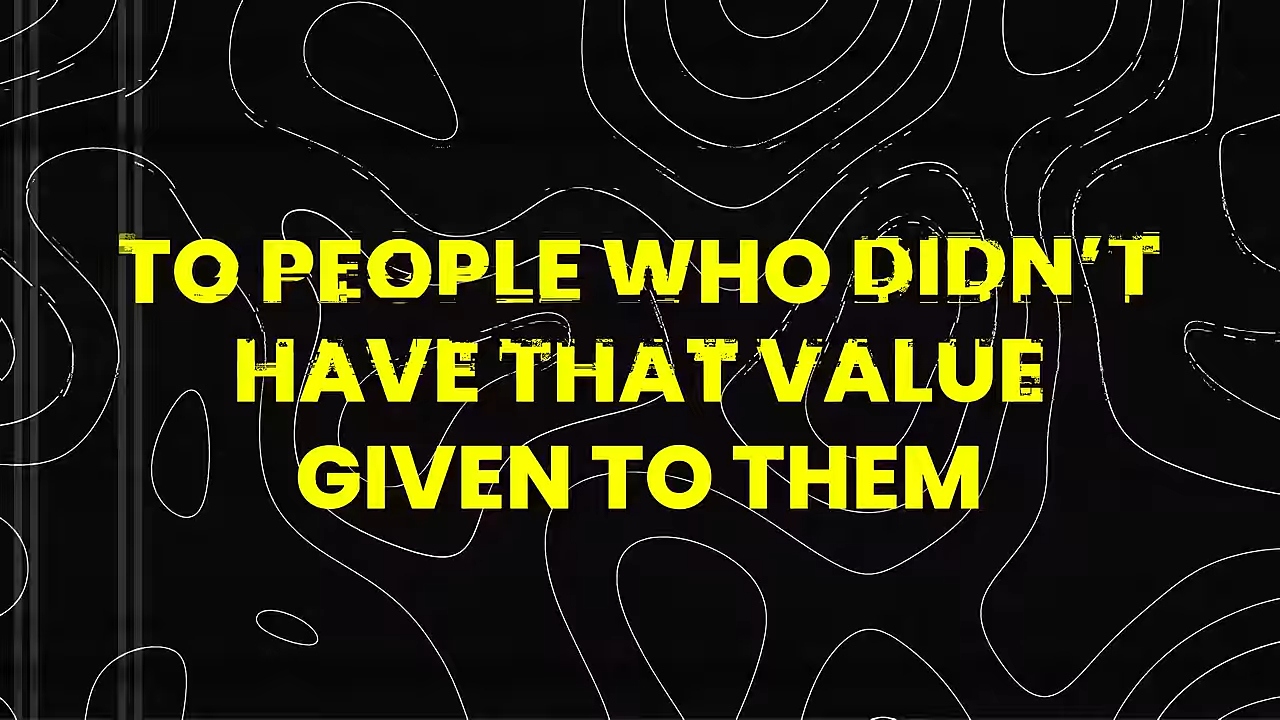 TO PEOPLE WHO DIDN’T
HAVE THAT VALUE
GIVEN TO THEM